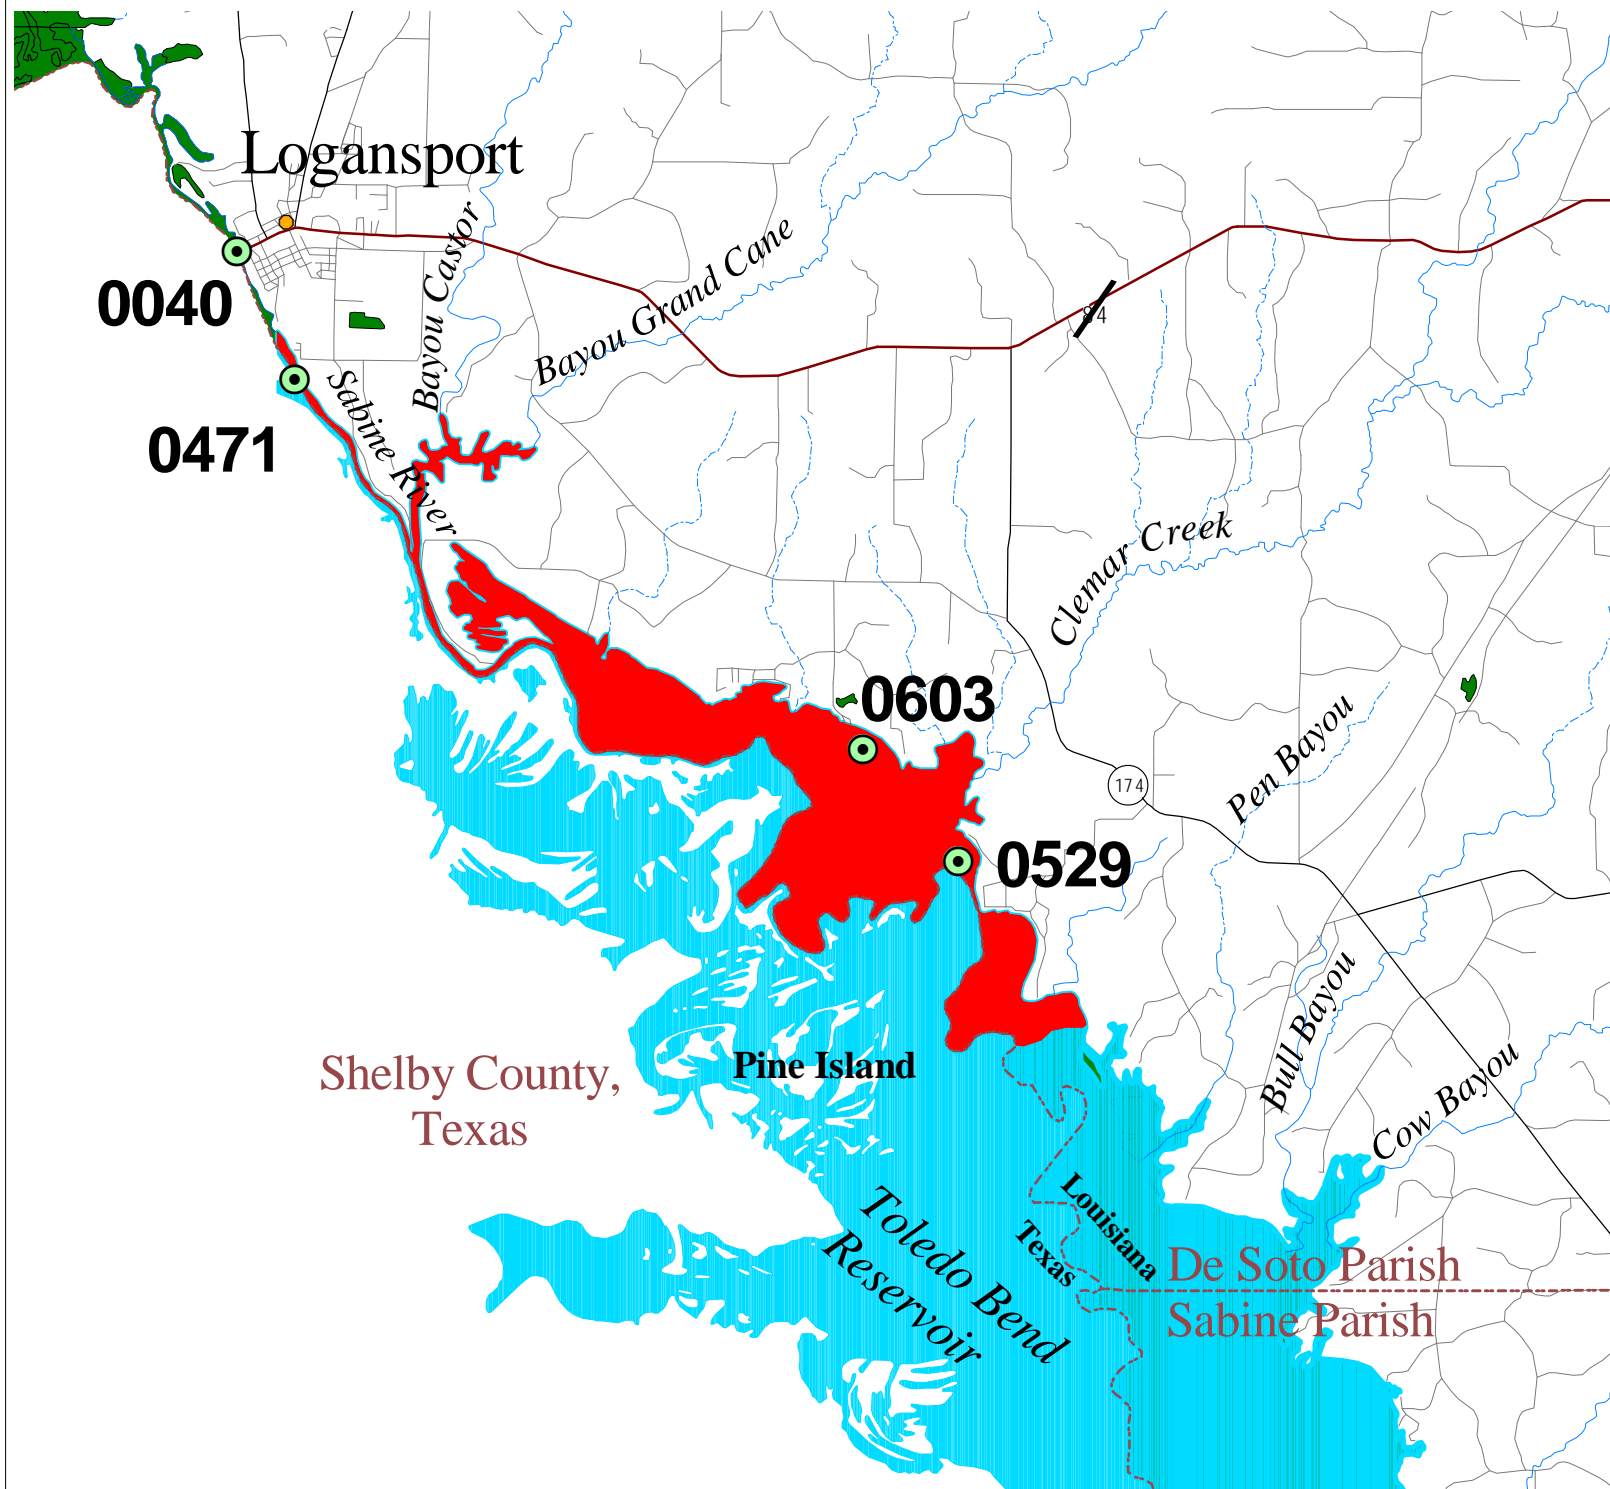 Logansport
Bayou Castor
Bayou Grand Cane
84
0040
0471
Sabine River
Clemar Creek
0603
174
Pen Bayou
0529
Bull Bayou
Cow Bayou
Pine Island
Shelby County,
Texas
Toledo Bend
Reservoir
Louisiana
Texas
De Soto Parish
Sabine Parish